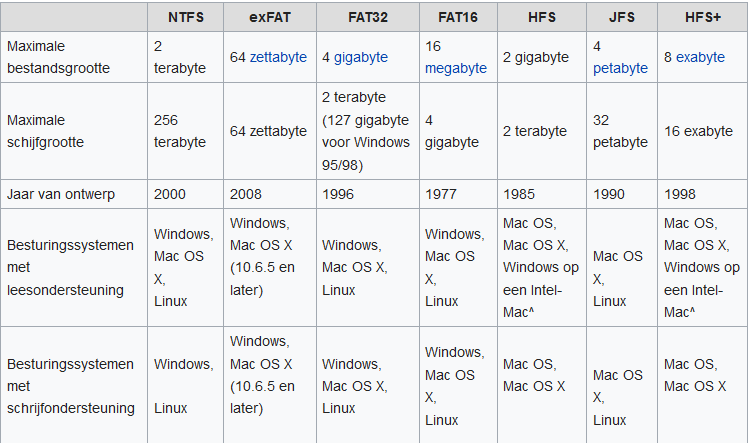 NTFS exFAT FAT32 FAT16 HFS JFS HFS+
Maximale
bestandsgrootte
2
terabyte
64 zettabyte
4 gigabyte
16
megabyte
2 gigabyte
4
petabyte
8 exabyte
Maximale
schijfgrootte
256
terabyte
64 zettabyte
2 terabyte
(127 gigabyte
voor Windows
95/98)
4
gigabyte
2 terabyte
32
petabyte
16 exabyte
Jaar van ontwerp 2000 2008 1996 1977 1985 1990 1998
Besturingssystemen
met
leesondersteuning
Windows,
Mac OS
X,
Linux
Windows,
Mac OS X
(10.6.5 en
later)
Windows,
Mac OS X,
Linux
Windows,
Mac OS
X,
Linux
Mac OS,
Mac OS X,
Windows op
een Intel-
Mac^
Mac OS
X,
Linux
Mac OS,
Mac OS X,
Windows op
een Intel-
Mac^
Besturingssystemen
met
schrijfondersteuning
Windows,
Linux
Windows,
Mac OS X
(10.6.5 en
later)
Windows,
Mac OS X,
Linux
Windows,
Mac OS
X,
Linux
Mac OS,
Mac OS X
Mac OS
X,
Linux
Mac OS,
Mac OS X